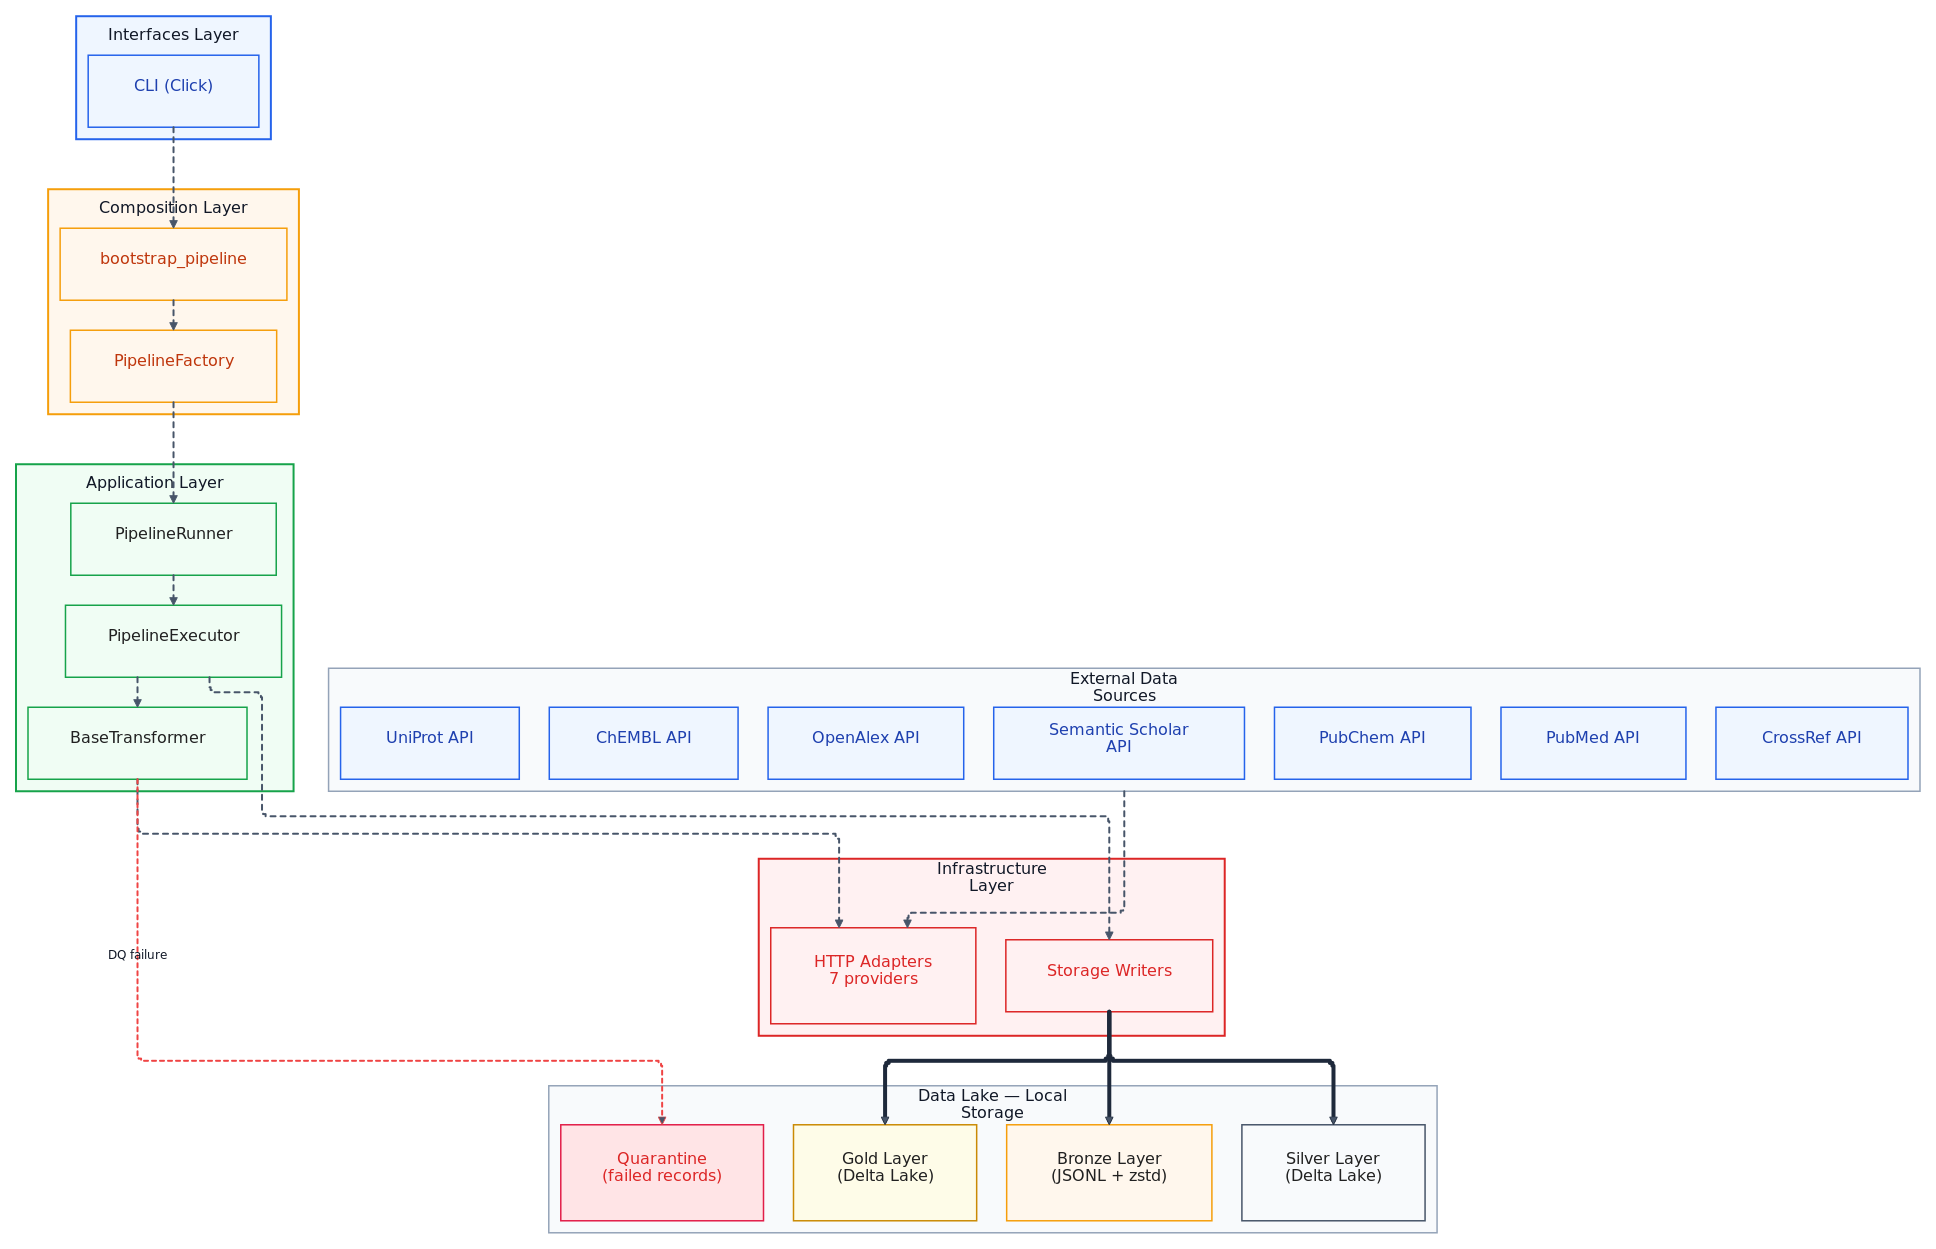 Interfaces Layer
CLI (Click)
Composition Layer
bootstrap_pipeline
PipelineFactory
Application Layer
PipelineRunner
PipelineExecutor
BaseTransformer
External Data
Sources
UniProt API
ChEMBL API
OpenAlex API
Semantic Scholar
API
PubChem API
PubMed API
CrossRef API
Infrastructure
Layer
HTTP Adapters
7 providers
Storage Writers
DQ failure
Data Lake — Local
Storage
Quarantine
(failed records)
Gold Layer
(Delta Lake)
Bronze Layer
(JSONL + zstd)
Silver Layer
(Delta Lake)